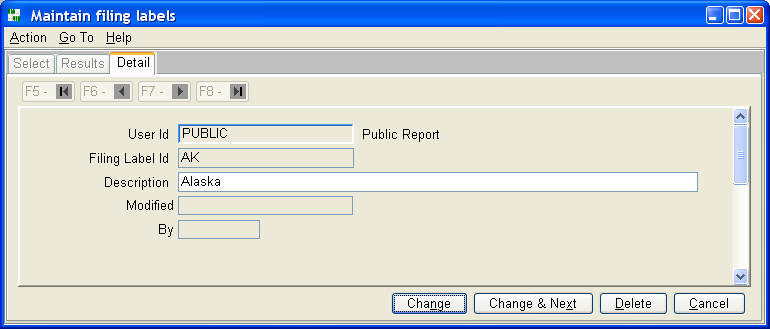 Maintain filing labels
Action Go To Help
Select Results Detail
F5 - F6 - F7 - F8 -
User Id PUBLIC Public Report
Filing Label Id AK
Description Alaska
Modified
By
Change Change & Next Delete Cancel